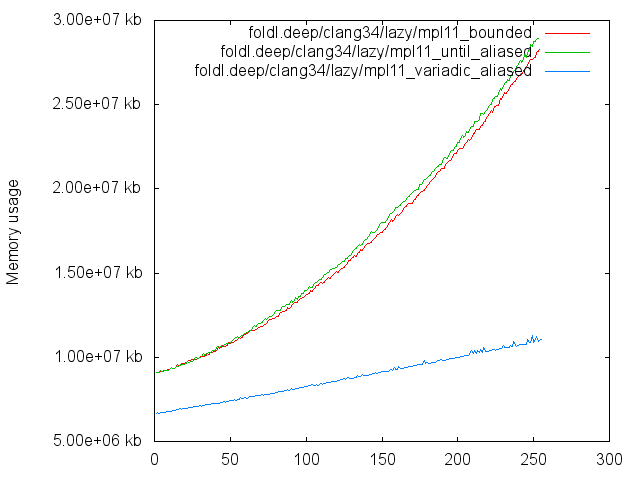 3.00e+07 kb
2.50e+07 kb
2.00e+07 kb
1.50e+07 kb
1.00e+07 kb
5.00e+06 kb
Memory usage
foldl.deep/clang34/lazy/mpl11_bounded
foldl.deep/clang34/lazy/mpl11_until_aliased
foldl.deep/clang34/lazy/mpl11_variadic_aliased
0 50 100 150 200 250 300